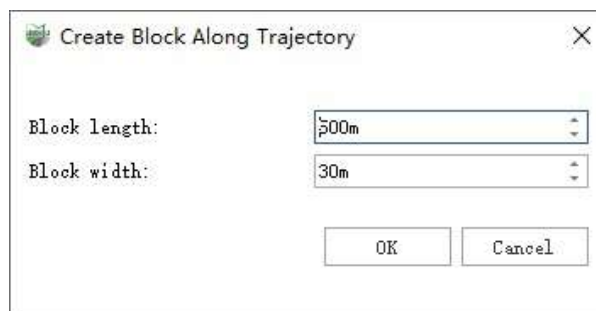 Create Block Along Trajectory
Block length:
500m
Block width:
30m
OK
Cancel